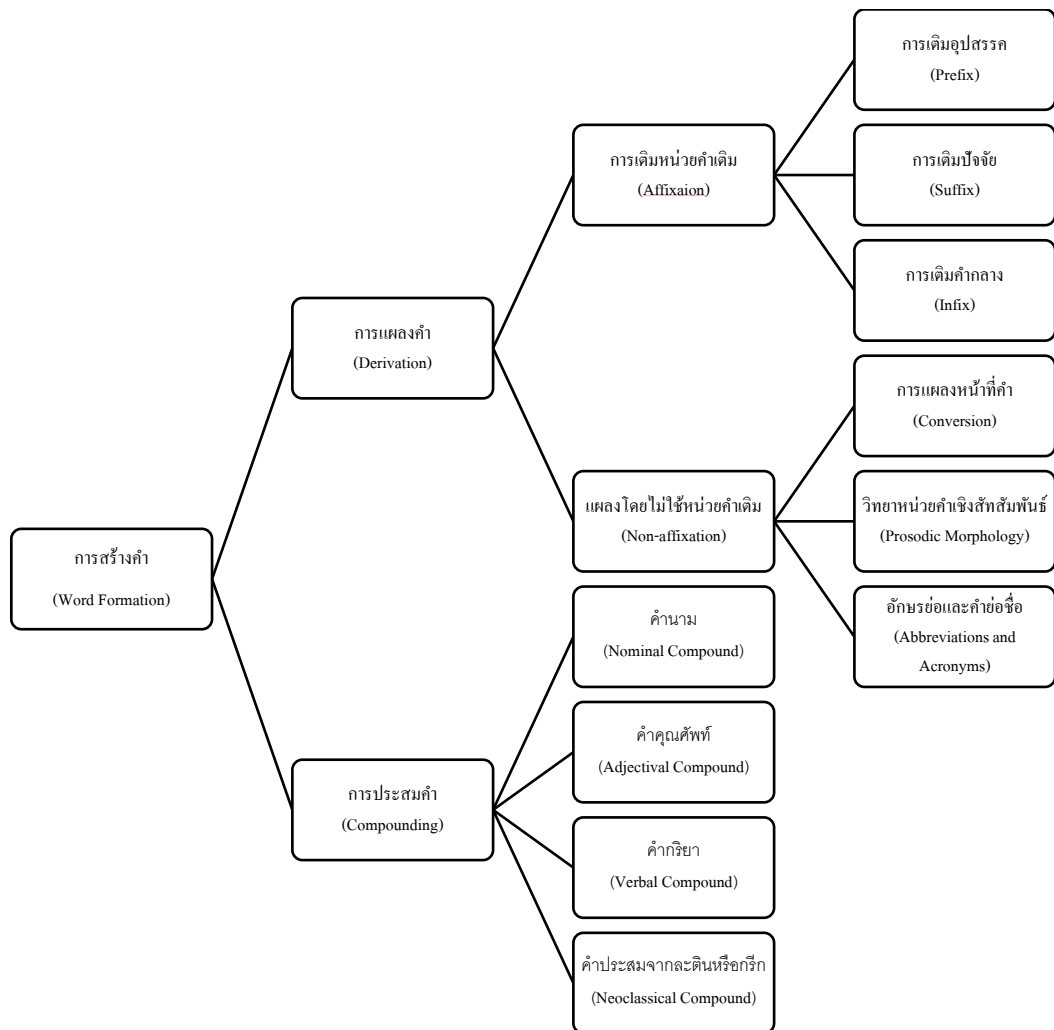 การสร้างคำ
(Word Formation)
การแผลงคำ
(Derivation)
การเติมหน่วยคำเติม
(Affixaion)
การเติมอุปสรรค
(Prefix)
การเติมปัจจัย
(Suffix)
การเติมคำกลาง
(Infix)
แผลงโดยไม่ใช้หน่วยคำเติม
(Non-affixation)
การแผลงหน้าที่คำ
(Conversion)
วิทยาหน่วยคำเชิงสัทสัมพันธ์
(Prosodic Morphology)
อักษรย่อและคำย่อชื่อ
(Abbreviations and
Acronyms)
การประสมคำ
(Compounding)
คำนาม
(Nominal Compound)
คำคุณศัพท์
(Adjectival Compound)
คำกริยา
(Verbal Compound)
คำประสมจากละตินหรือกรีก
(Neoclassical Compound)